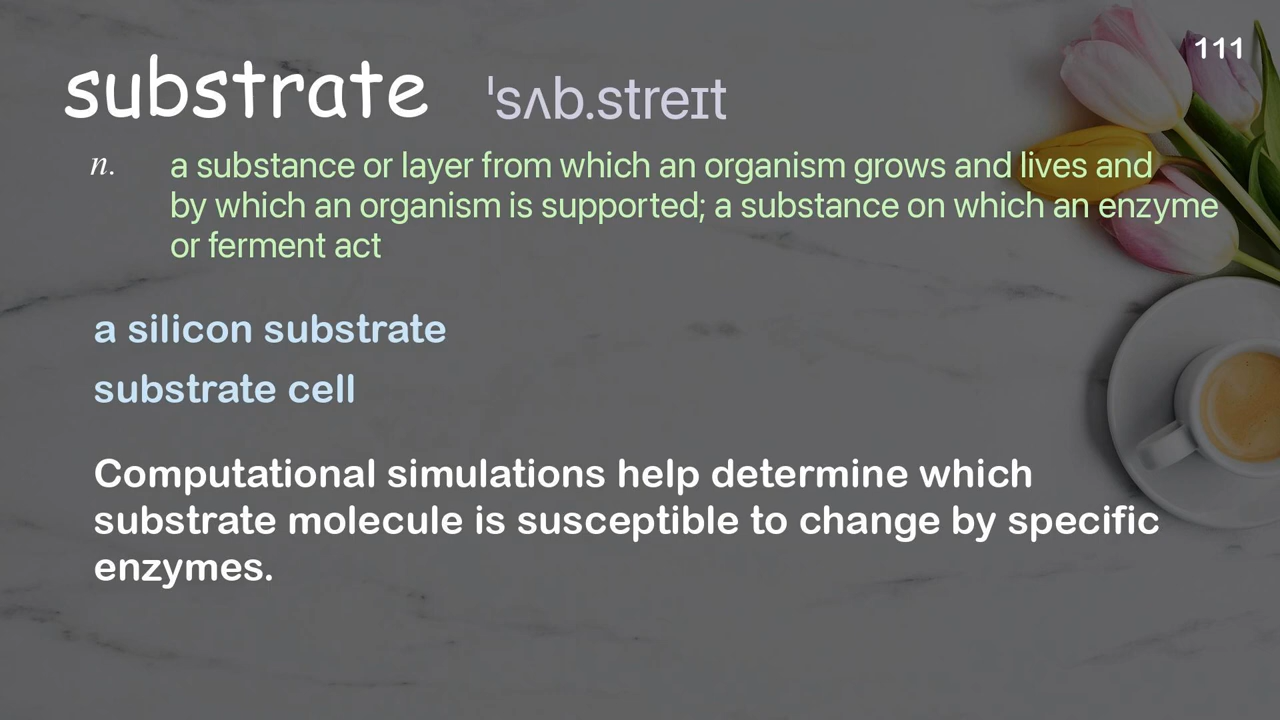 111
substrate ˈsʌb.streɪt
n. a substance or layer from which an organism grows and lives and
by which an organism is supported; a substance on which an enzyme
or ferment act
a silicon substrate
substrate cell
Computational simulations help determine which
substrate molecule is susceptible to change by specific
enzymes.